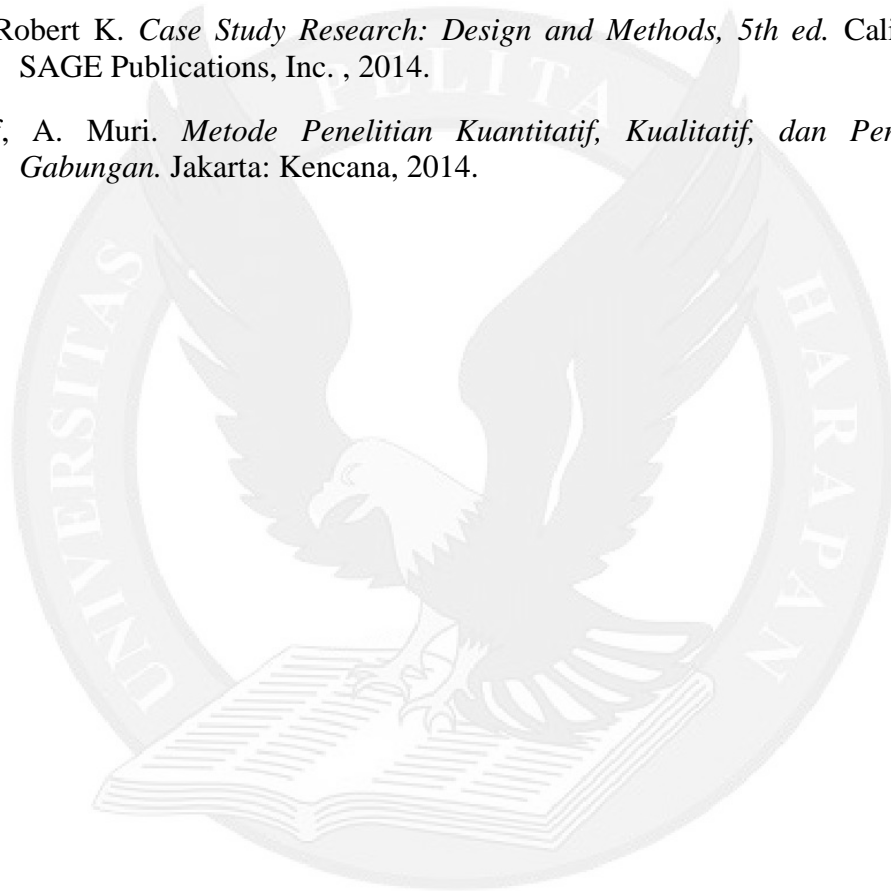 Robert K. Case Study Research: Design and Methods, 5th ed. Cali
SAGE Publications, Inc. , 2014.
f, A. Muri. Metode Penelitian Kuantitatif, Kualitatif, dan Pen
Gabungan. Jakarta: Kencana, 2014.
UNIVERSITAS PELITA HARAPAN